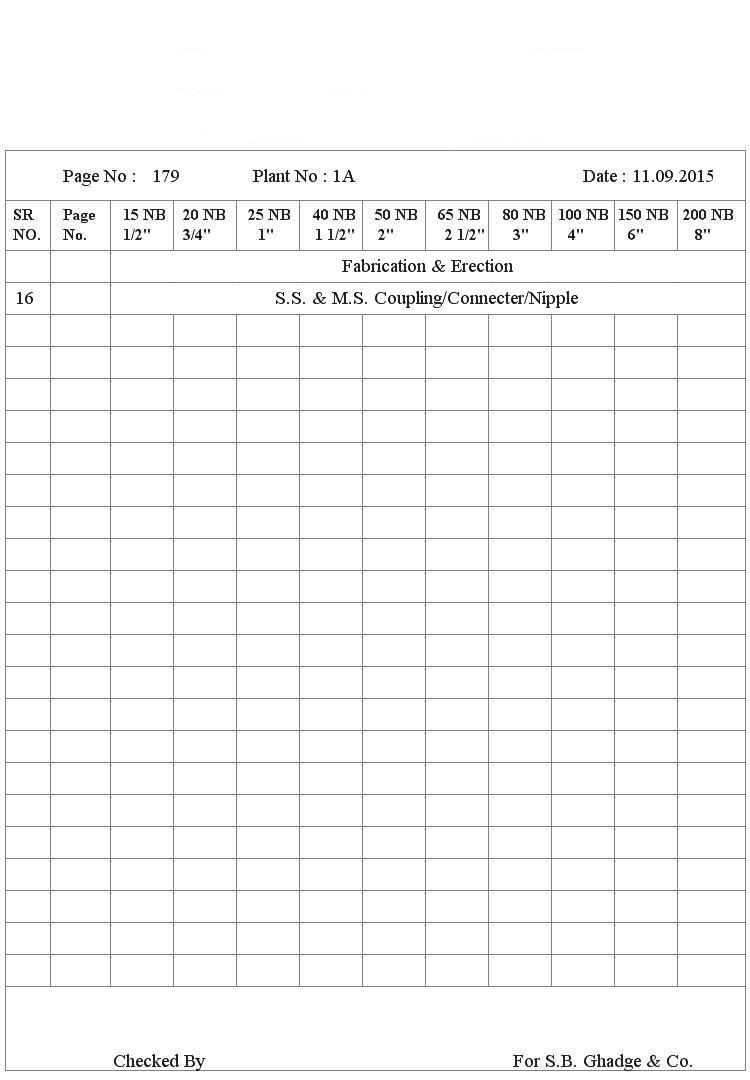 Page No : 179 Plant No : 1A Date : 11.09.2015
SR Page 15 NB 20 NB 25 NB 40 NB 50 NB 65 NB 80 NB 100 NB 150 NB 200 NB
NO. No. 1/2" 3/4" 1" 1 1/2" 2" 2 1/2" 3" 4" 6" 8"
Fabrication & Erection
16 S.S. & M.S. Coupling/Connecter/Nipple
Checked By For S.B. Ghadge & Co.